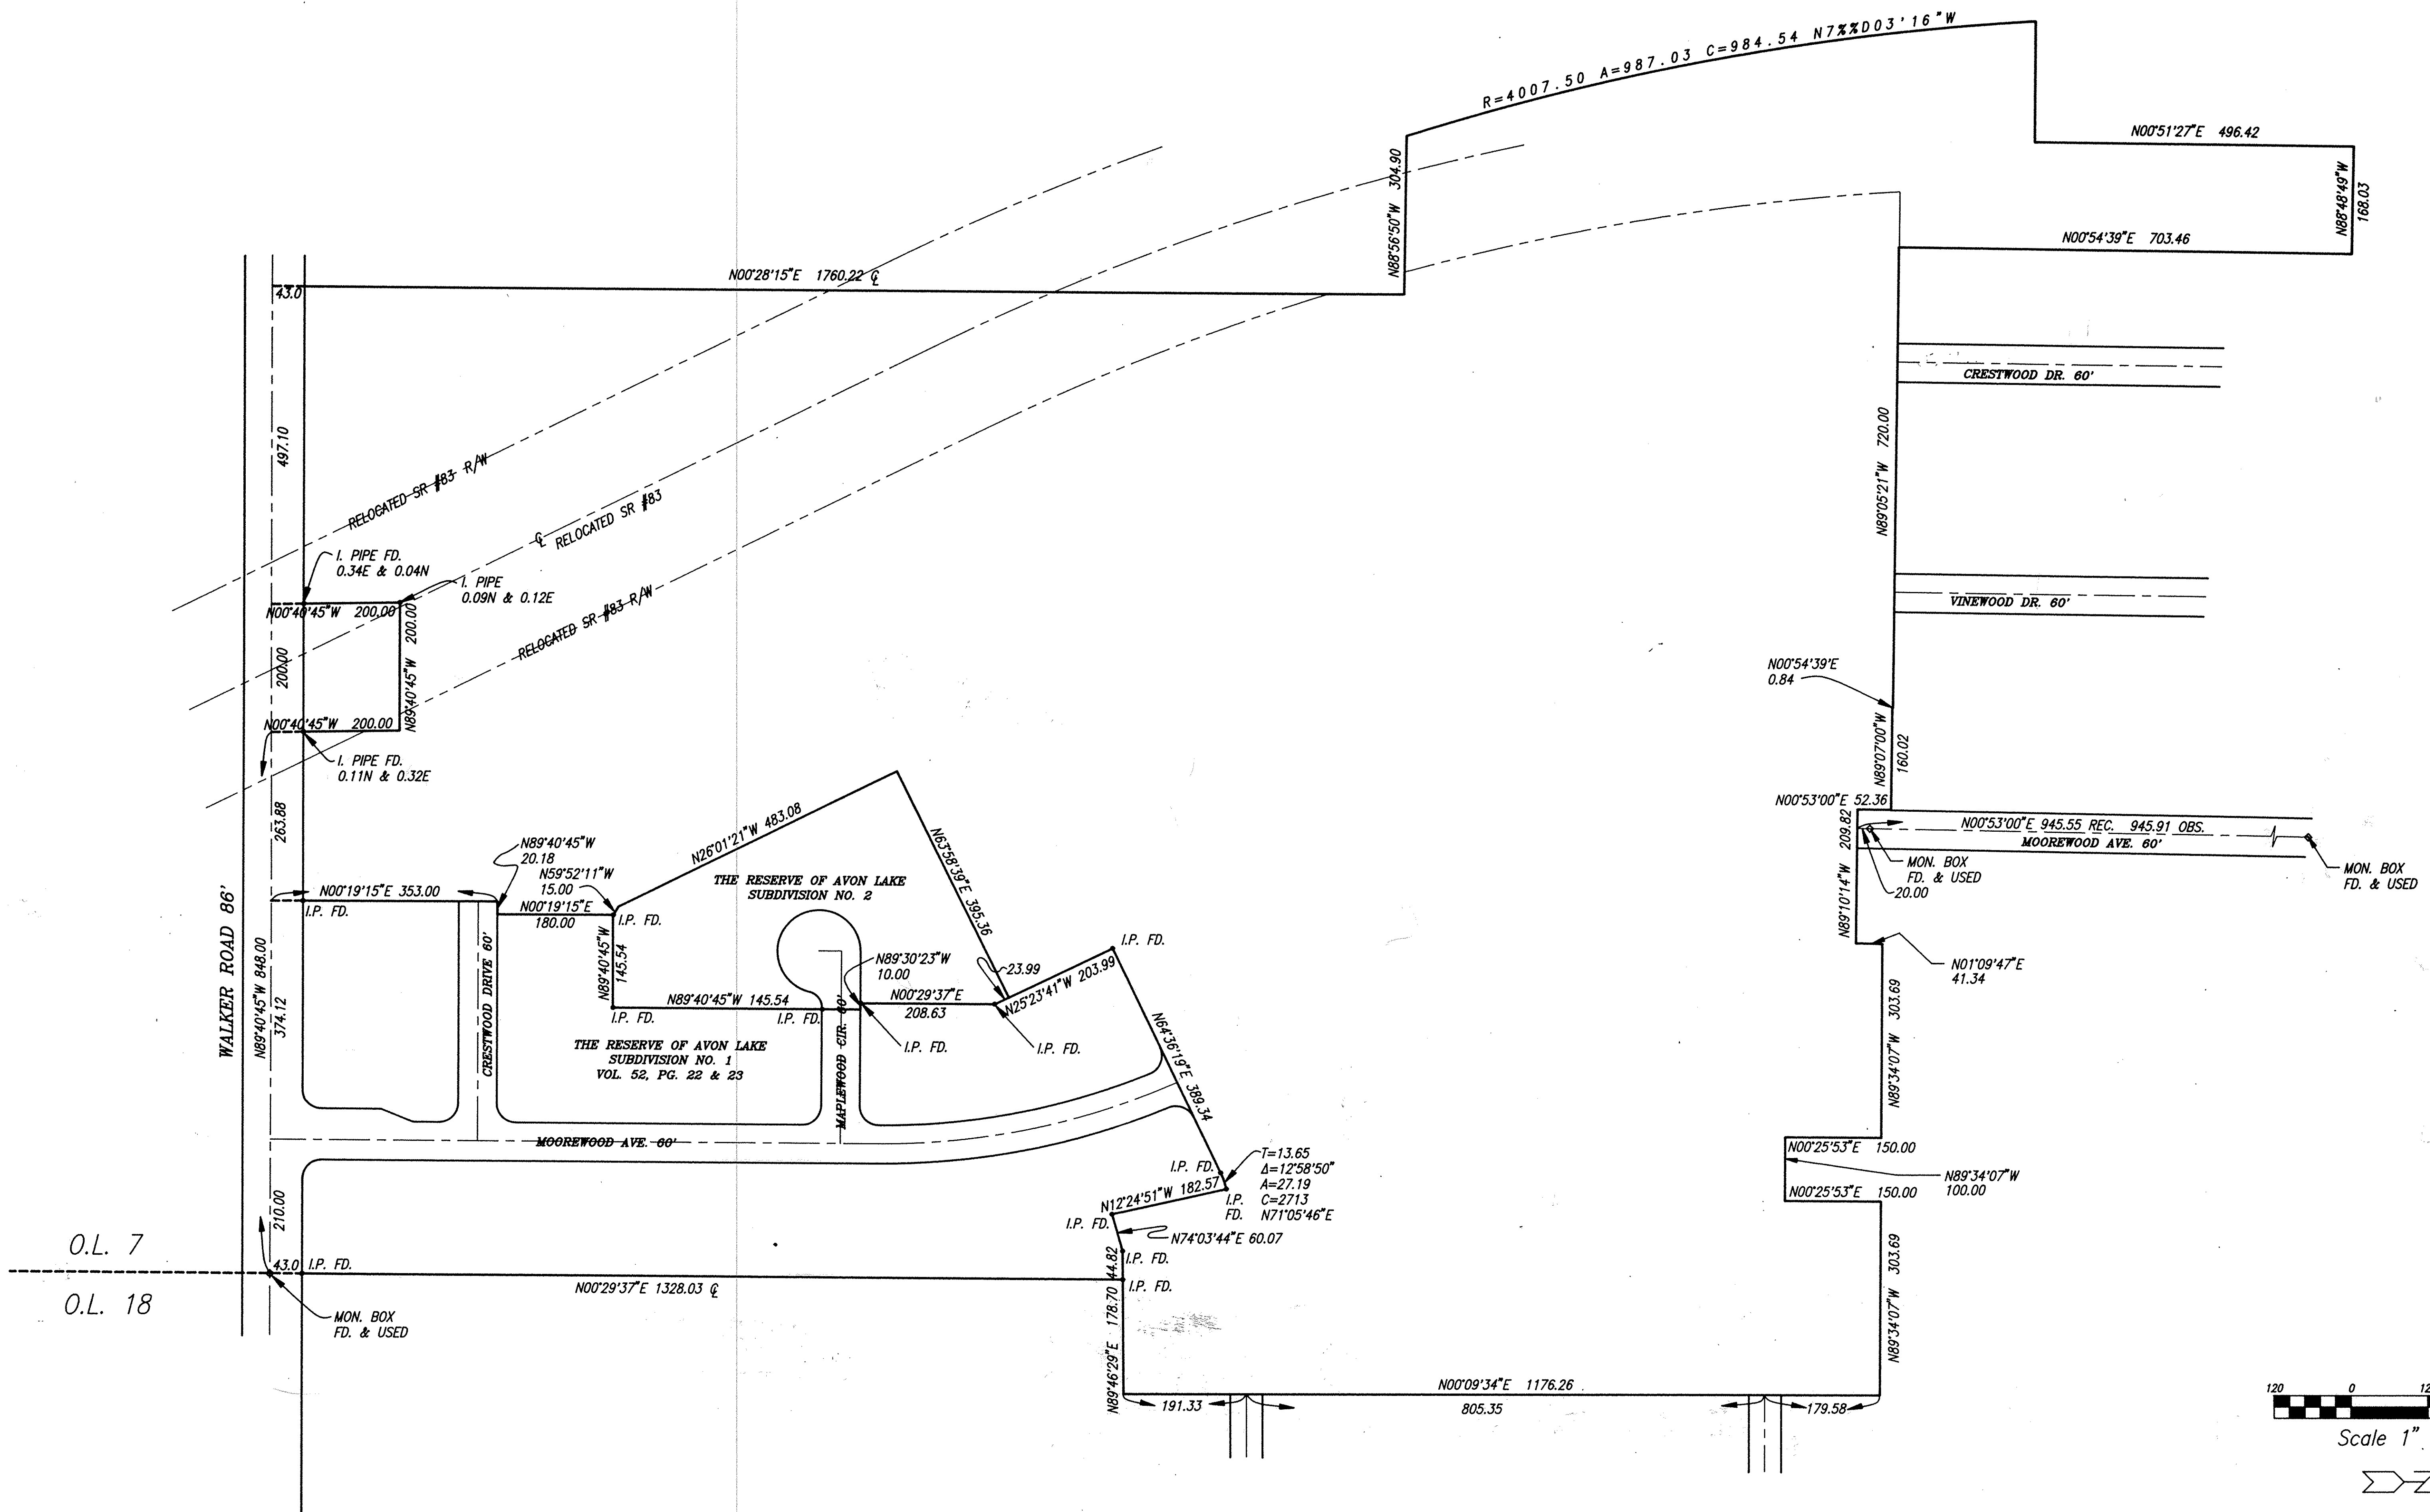 R=4007.50 A=987.03 C=984.54 N7%%D03'16"W
N00°51'27"E 496.42
N88°48'49"W
168.03
N88°56'50"W 304.90
N00°54'39"E 703.46
N00°28'15"E 1760.22 ℄
43.0
CRESTWOOD DR. 60'
497.10
N89°05'21"W 720.00
RELOCATED SR #83 R/W
℄ RELOCATED SR #83
RELOCATED SR #83 R/W
I. PIPE FD.
0.34E & 0.04N
I. PIPE
0.09N & 0.12E
N00°40'45"W 200.00
200.00
N89°40'45"W 200.00
N00°40'45"W 200.00
I. PIPE FD.
0.11N & 0.32E
VINEWOOD DR. 60'
N00°54'39'E
0.84
N89°07'00"W
160.02
N00°53'00"E 52.36
263.88
N89°40'45"W
20.18
N59°52'11"W
15.00
N26°01'21"W 483.08
N63°58'39"E 395.36
THE RESERVE OF AVON LAKE
SUBDIVISION NO. 2
N00°53'00"E 945.55 REC. 945.91 OBS.
MOOREWOOD AVE. 60'
MON. BOX
FD. & USED
MON. BOX
FD. & USED
20.00
N89°10'14"W 209.82
WALKER ROAD 86'
N00°19'15"E 353.00
I.P. FD.
N00°19'15"E
180.00
I.P. FD.
N89°40'45"W
145.54
CRESTWOOD DRIVE 60'
N89°40'45"W 848.00
374.12
N89°30'23"W
10.00
23.99
N25°23'41"W 203.99
I.P. FD.
N89°40'45"W 145.54
I.P. FD.
I.P. FD.
N00°29'37"E
208.63
I.P. FD.
I.P. FD.
N01°09'47"E
41.34
THE RESERVE OF AVON LAKE
SUBDIVISION NO. 1
VOL. 52, PG. 22 & 23
MAPLEWOOD CIR. 60'
N64°36'19"E 389.34
N89°34'07"W 303.69
MOOREWOOD AVE. 60'
N00°25'53"E 150.00
N89°34'07"W
100.00
N00°25'53"E 150.00
T=13.65
Δ=12°58'50"
A=27.19
C=2713
N71°05'46"E
I.P. FD.
I.P.
FD.
N12°24'51"W 182.57
I.P. FD.
N74°03'44"E 60.07
210.00
O.L. 7
O.L. 18
43.0
I.P. FD.
44.82
I.P. FD.
I.P. FD.
N00°29'37"E 1328.03 ℄
MON. BOX
FD. & USED
N89°46'29"E 178.70
N89°34'07"W 303.69
N00°09'34"E 1176.26
191.33
805.35
179.58
120 0 12
Scale 1"